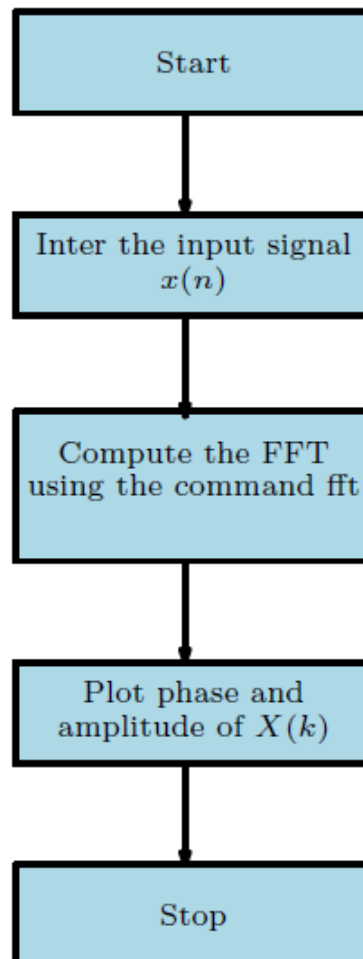 Start
Inter the input signal
x(n)
Compute the FFT
using the command fft
Plot phase and
amplitude of X(k)
Stop